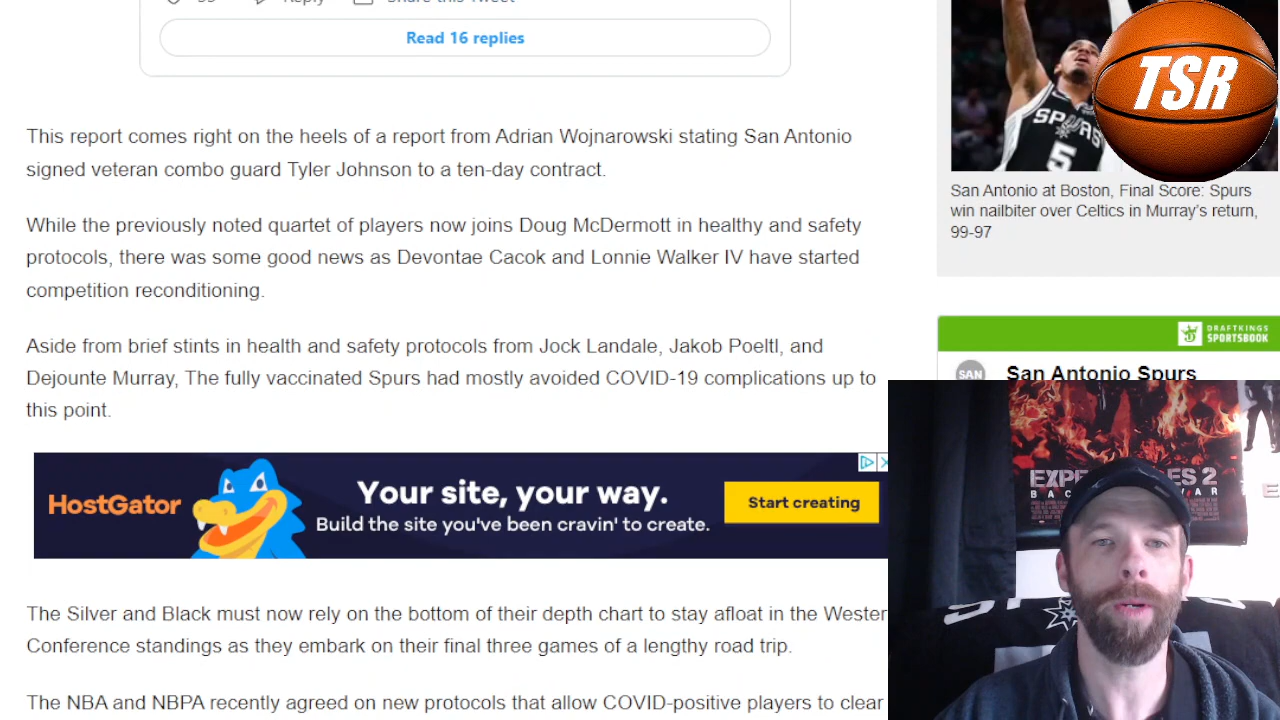 Read 16 replies
This report comes right on the heels of a report from Adrian Wojnarowski stating San Antonio
signed veteran combo guard Tyler Johnson to a ten-day contract.
While the previously noted quartet of players now joins Doug McDermott in healthy and safety
protocols, there was some good news as Devontae Cacok and Lonnie Walker IV have started
competition reconditioning.
Aside from brief stints in health and safety protocols from Jock Landale, Jakob Poeltl, and
Dejounte Murray, The fully vaccinated Spurs had mostly avoided COVID-19 complications up to
this point.
HostGator
Your site, your way.
Build the site you've been cravin' to create.
Start creating
The Silver and Black must now rely on the bottom of their depth chart to stay afloat in the Wester
Conference standings as they embark on their final three games of a lengthy road trip.
The NBA and NBPA recently agreed on new protocols that allow COVID-positive players to clear
TSR
SPURS
5
San Antonio at Boston, Final Score: Spurs
win nailbiter over Celtics in Murray's return,
99-97
DRAFTKINGS
SPORTSBOOK
SAN
San Antonio Spurs
ES 2